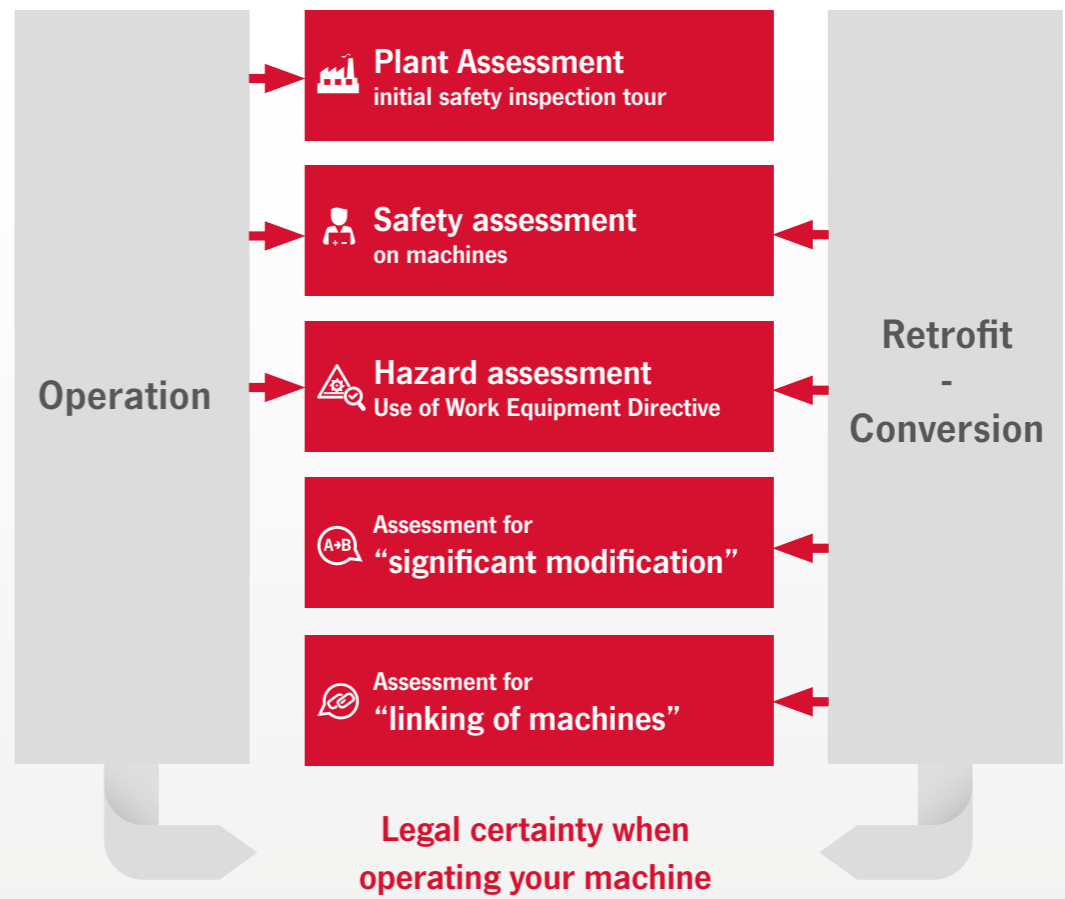 Operation
Plant Assessment
initial safety inspection tour
Safety assessment
on machines
Hazard assessment
Use of Work Equipment Directive
A→B
Assessment for
“significant modification”
Assessment for
“linking of machines”
Retrofit
-
Conversion
Legal certainty when
operating your machine